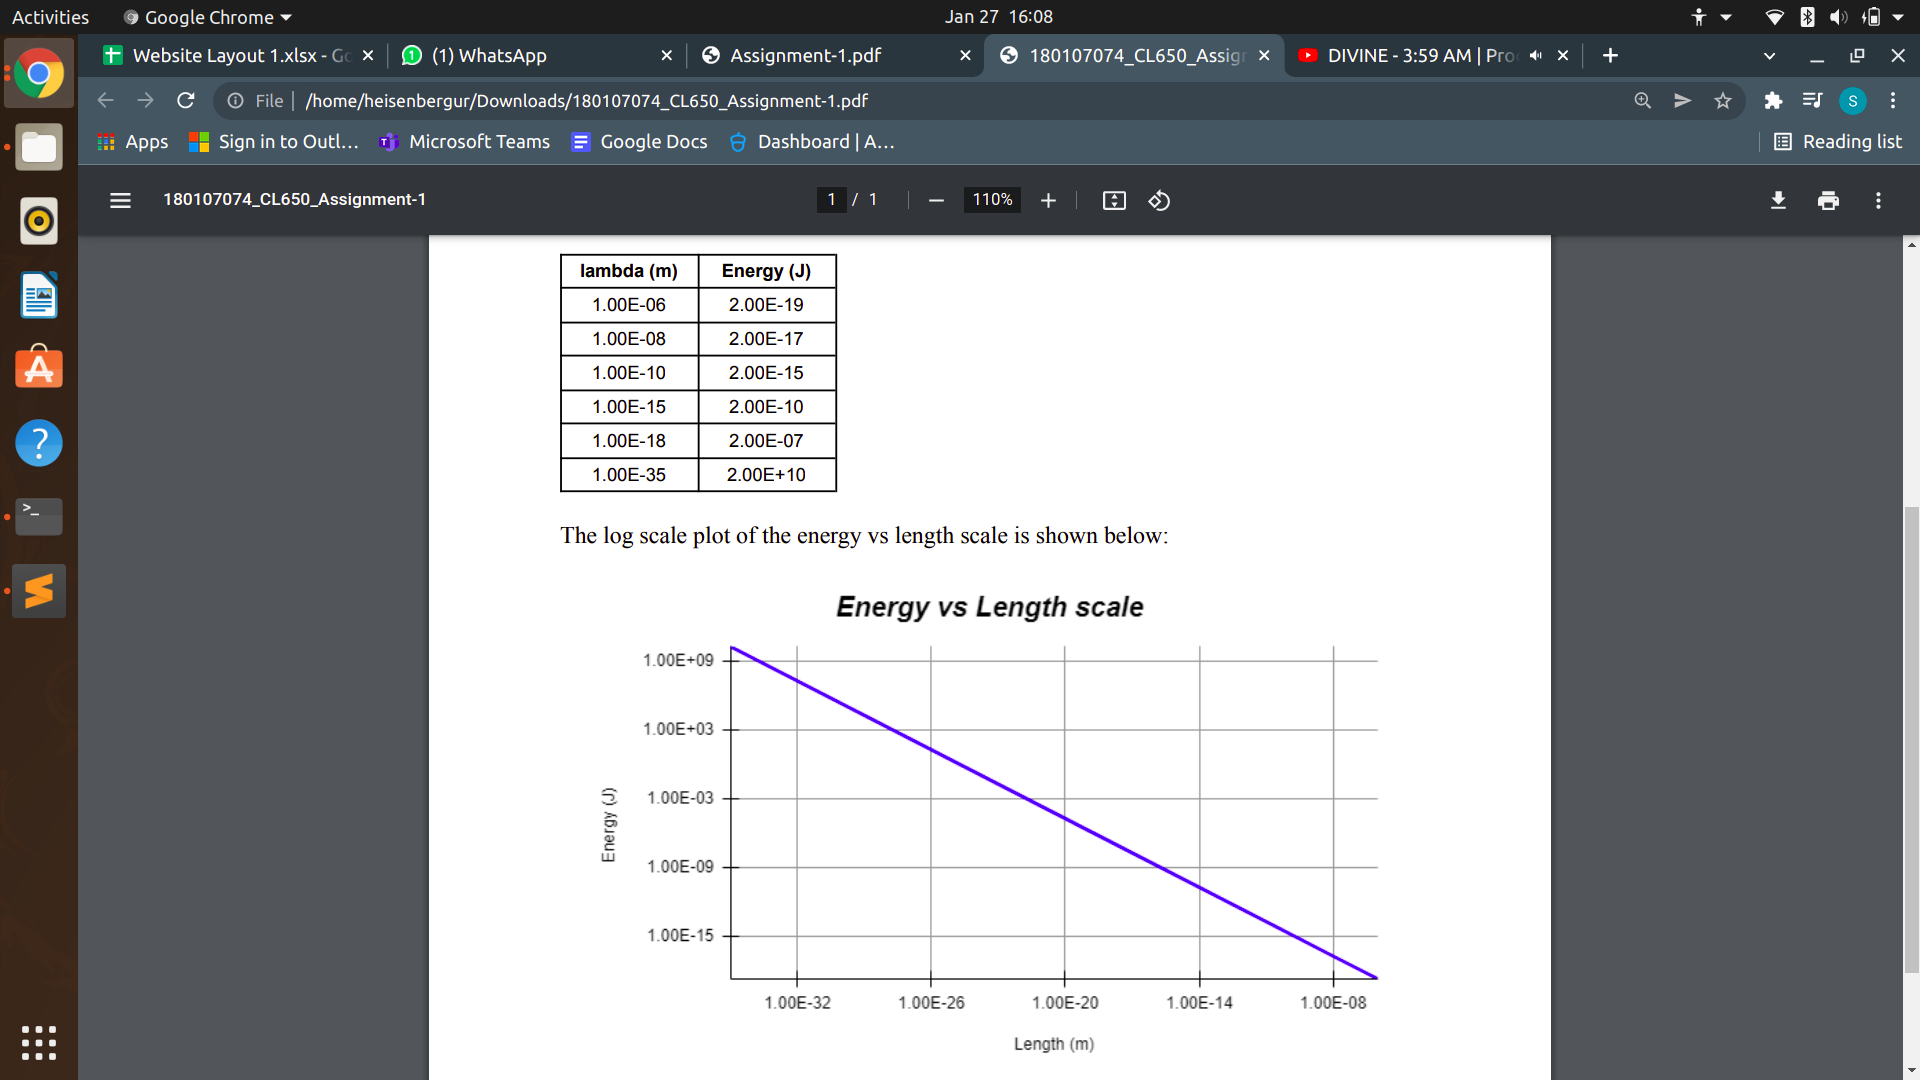 Activities
Google Chrome
Jan 27 16:08
Website Layout 1.xlsx - Go
(1) WhatsApp
Assignment-1.pdf
180107074_CL650_Assign
DIVINE - 3:59 AM | Pro
File | /home/heisenbergur/Downloads/180107074_CL650_Assignment-1.pdf
S
Apps
Sign in to Outl...
Microsoft Teams
Google Docs
Dashboard | A...
Reading list
180107074_CL650_Assignment-1
1 / 1
110%
lambda (m) Energy (J)
1.00E-06 2.00E-19
1.00E-08 2.00E-17
1.00E-10 2.00E-15
1.00E-15 2.00E-10
1.00E-18 2.00E-07
1.00E-35 2.00E+10
The log scale plot of the energy vs length scale is shown below:
Energy vs Length scale
1.00E+09
1.00E+03
1.00E-03
1.00E-09
1.00E-15
Energy (J)
1.00E-32 1.00E-26 1.00E-20 1.00E-14 1.00E-08
Length (m)